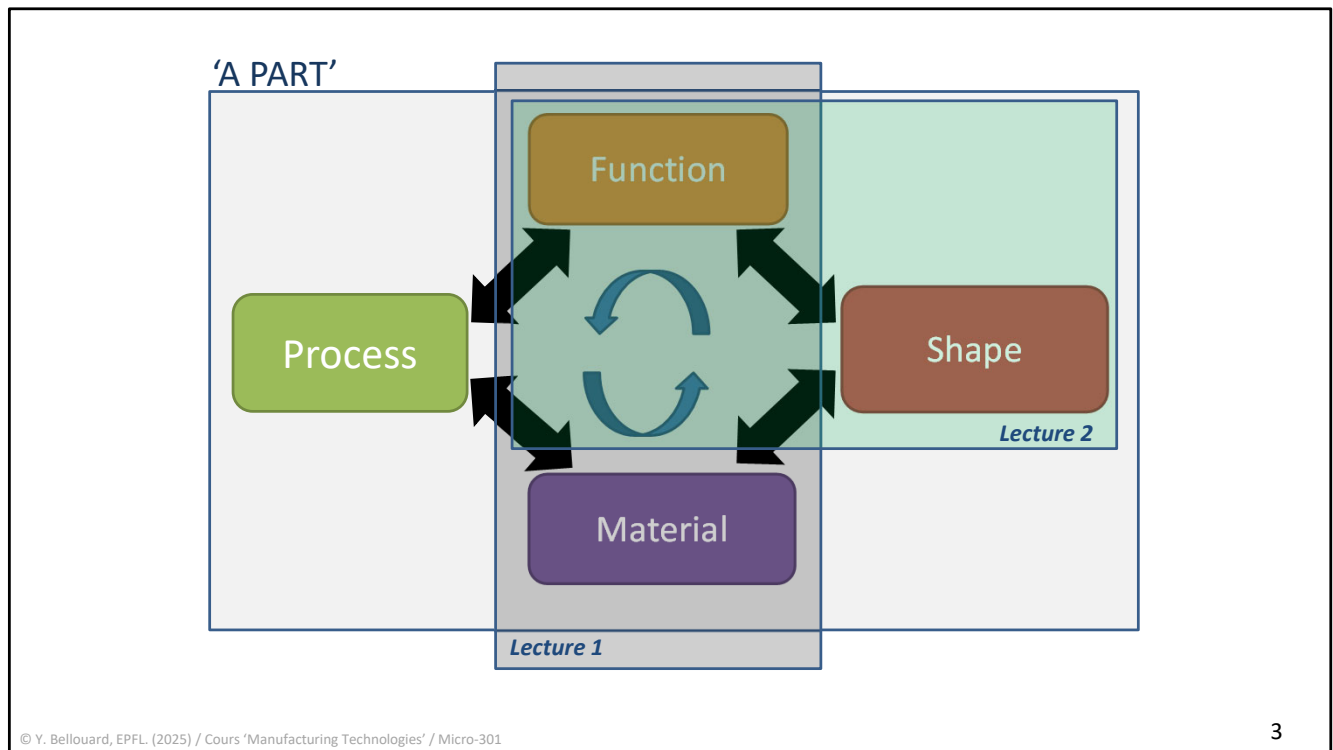 ‘A PART’
Function
Process
Shape
Lecture 2
Material
Lecture 1
© Y. Bellouard, EPFL. (2025) / Cours ‘Manufacturing Technologies’ / Micro-301
3